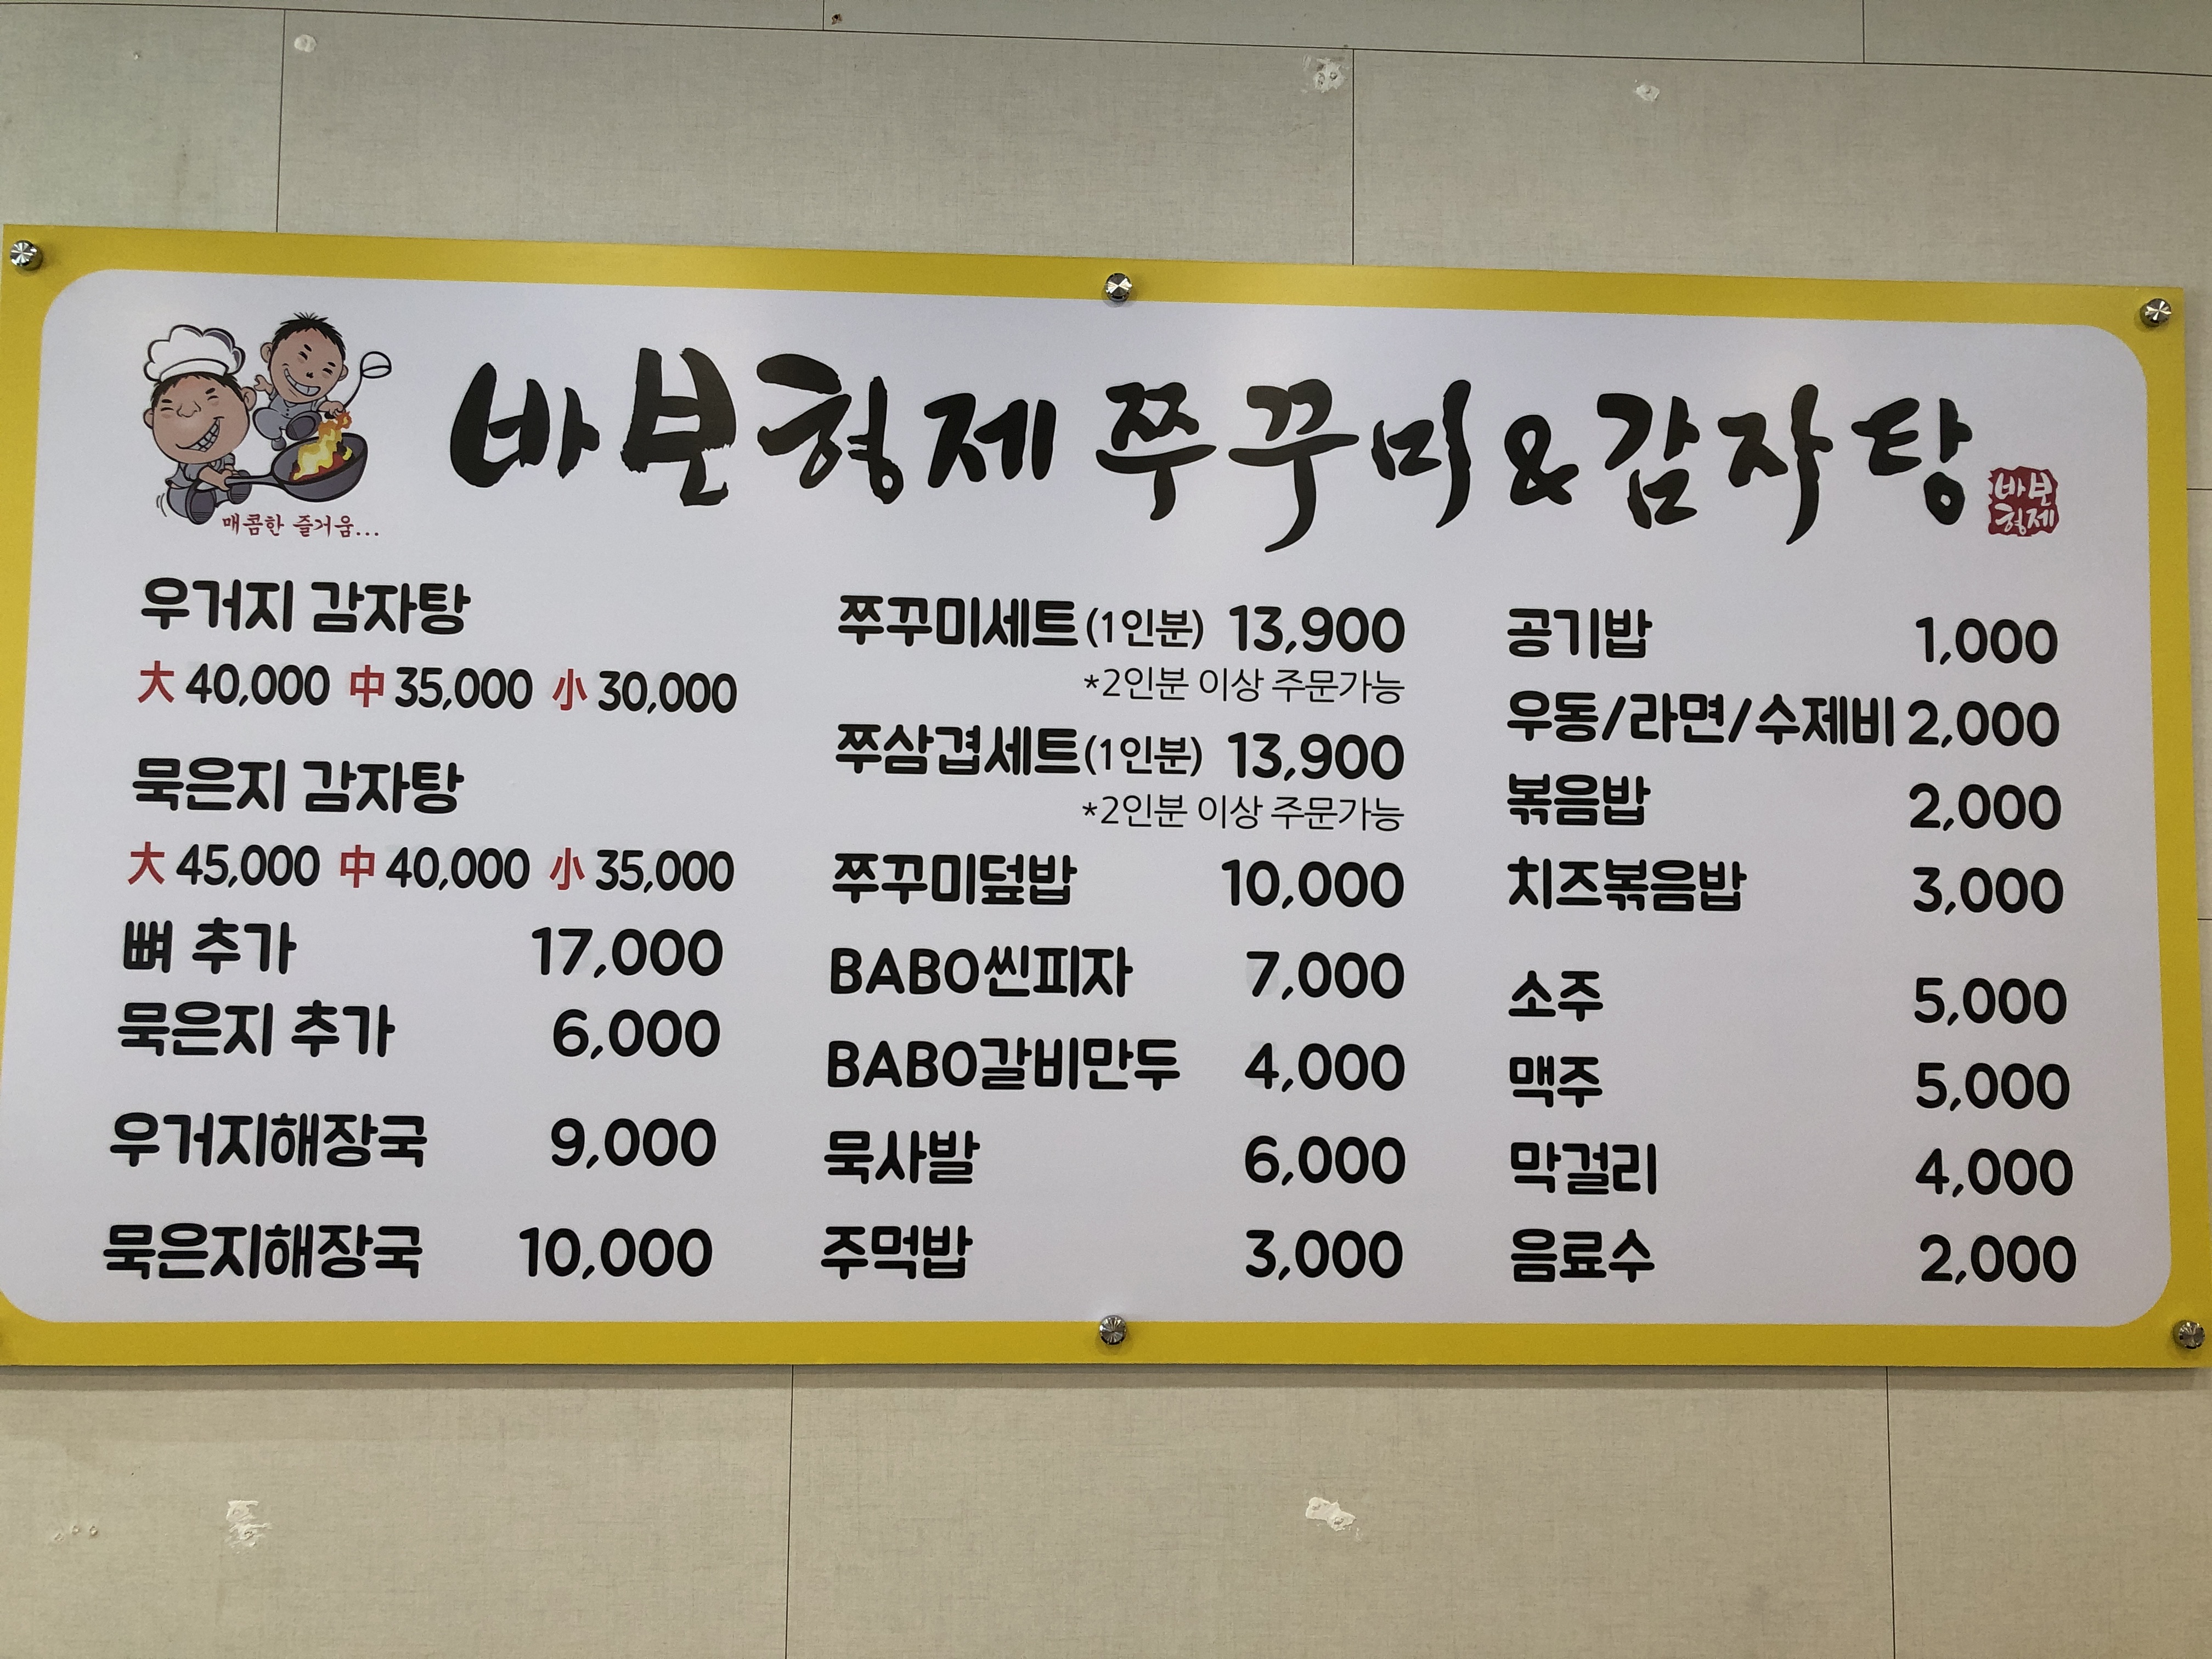 바보형제 쭈꾸미&감자탕
바보
형제
매콤한 즐거움...
우거지 감자탕
大 40,000 中 35,000 小 30,000
묵은지 감자탕
大 45,000 中 40,000 小 35,000
뼈 추가 17,000
묵은지 추가 6,000
우거지해장국 9,000
묵은지해장국 10,000
쭈꾸미세트(1인분) 13,900
*2인분 이상 주문가능
쭈삼겹세트(1인분) 13,900
*2인분 이상 주문가능
쭈꾸미덮밥 10,000
BABO씬피자 7,000
BABO갈비만두 4,000
묵사발 6,000
주먹밥 3,000
공기밥 1,000
우동/라면/수제비 2,000
볶음밥 2,000
치즈볶음밥 3,000
소주 5,000
맥주 5,000
막걸리 4,000
음료수 2,000